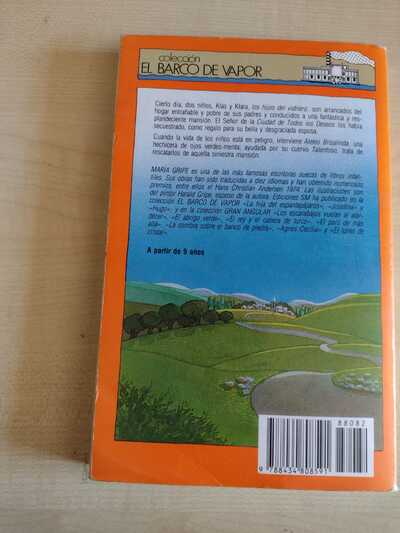 colección
EL BARCO DE VAPOR
Cierto día, dos niños, Klas y Klara, los hijos del vidriero, son arrancados del
hogar entrañable y pobre de sus padres y conducidos a una fantástica y res-
plandeciente mansión. El Señor de la Ciudad de Todos los Deseos los había
secuestrado, como regalo para su bella y desgraciada esposa.
Cuando la vida de los niños está en peligro, interviene Aleteo Brisalinda, una
hechicera de ojos verdes-menta, ayudada por su cuervo Talentoso, trata de
rescatarlos de aquella siniestra mansión.
MARIA GRIPE es una de las más famosas escritoras suecas de libros infan-
tiles. Sus obras han sido traducidas a diez idiomas y han obtenido numerosos
premios, entre ellos el Hans Christian Andersen 1974. Las ilustraciones son
del pintor Harald Gripe, esposo de la autora. Ediciones SM ha publicado en la
colección EL BARCO DE VAPOR «La hija del espantapájaros», «Josefina» y
«Hugo», y en la colección GRAN ANGULAR «Los escarabajos vuelan al atar-
decer», «El abrigo verde», «El rey y el cabeza de turco», «El país de más
allá», «La sombra sobre el banco de piedra», «Agnes Cecilia» y «El túnel de
cristal».
A partir de 9 años
88082
9 788434 808591